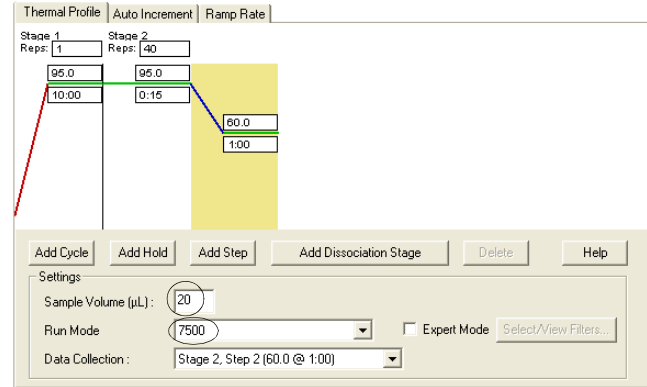 Thermal Profile Auto Increment Ramp Rate
Stage 1 Stage 2
Reps: 1 Reps: 40
95.0 95.0
10:00 0:15
60.0
1:00
Add Cycle Add Hold Add Step Add Dissociation Stage Delete Help
Settings
Sample Volume (µL) : 20
Run Mode 7500 Expert Mode Select/View Filters...
Data Collection : Stage 2, Step 2 (60.0 @ 1:00)